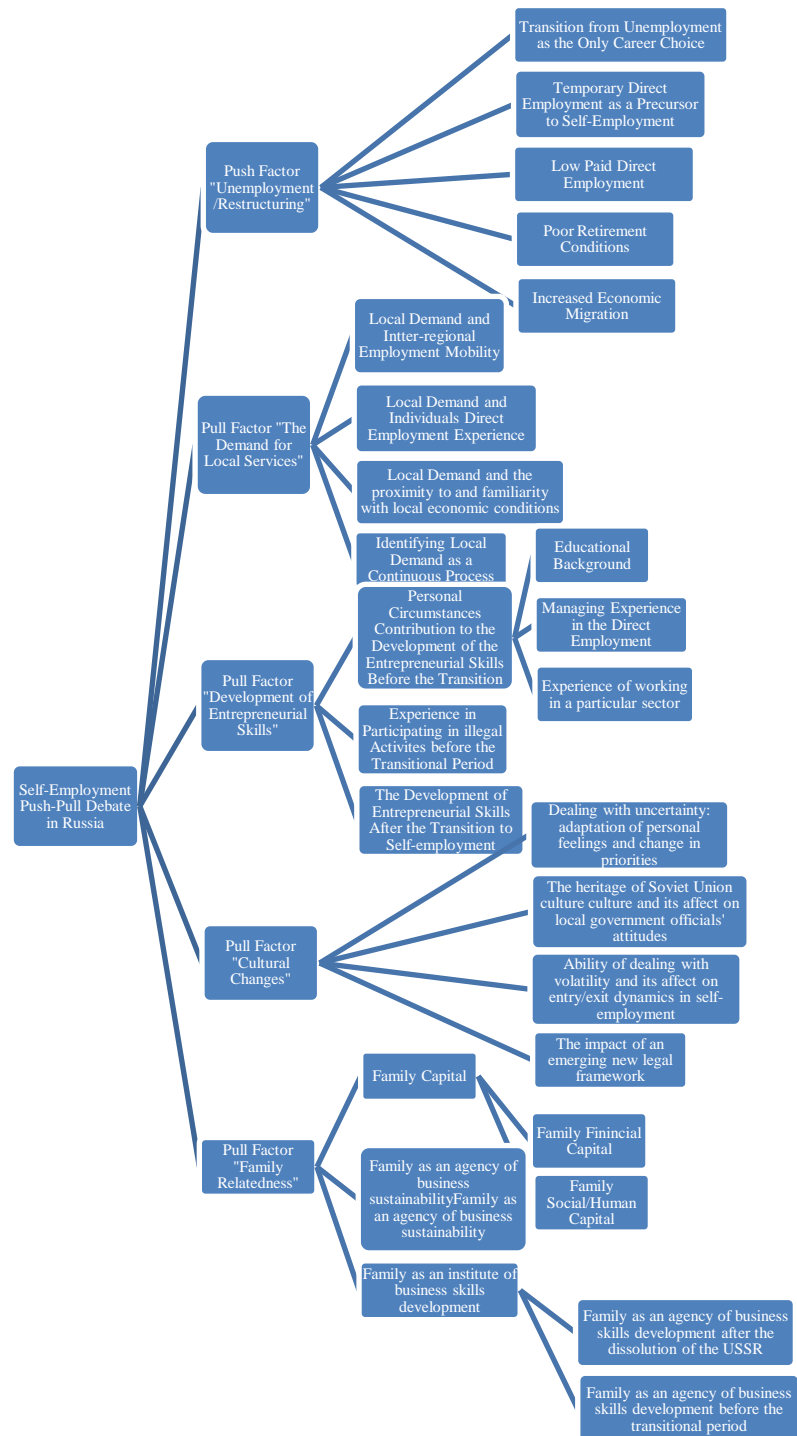 Self-Employment
Push-Pull Debate
in Russia
Push Factor
"Unemployment
/Restructuring"
Transition from Unemployment
as the Only Career Choice
Temporary Direct
Employment as a Precursor
to Self-Employment
Low Paid Direct
Employment
Poor Retirement
Conditions
Increased Economic
Migration
Pull Factor "The
Demand for
Local Services"
Local Demand and
Intter-regional
Employment Mobility
Local Demand and
Individuals Direct
Employment Experience
Local Demand and the
proximity to and familiarity
with local economic conditions
Identifying Local
Demand as a
Continuous Process
Pull Factor
"Development of
Entrepreneurial
Skills"
Personal
Circumstances
Contribution to the
Development of the
Entrepreneurial Skills
Before the Transition
Educational
Background
Managing Experience
in the Direct
Employment
Experience of working
in a particular sector
Experience in
Participating in illegal
Activites before the
Transitional Period
The Development of
Entrepreneurial Skills
After the Transition to
Self-employment
Pull Factor
"Cultural
Changes"
Dealing with uncertainty:
adaptation of personal
feelings and change in
priorities
The heritage of Soviet Union
culture culture and its affect on
local government officials'
attitudes
Ability of dealing with
volatility and its affect on
entry/exit dynamics in self-
employment
The impact of an
emerging new legal
framework
Pull Factor
"Family
Relatedness"
Family Capital
Family Finincial
Capital
Family
Social/Human
Capital
Family as an agency of
business
sustainabilityFamily as
an agency of business
sustainability
Family as an institute of
business skills
development
Family as an agency of business
skills development after the
dissolution of the USSR
Family as an agency of business
skills development before the
transitional period